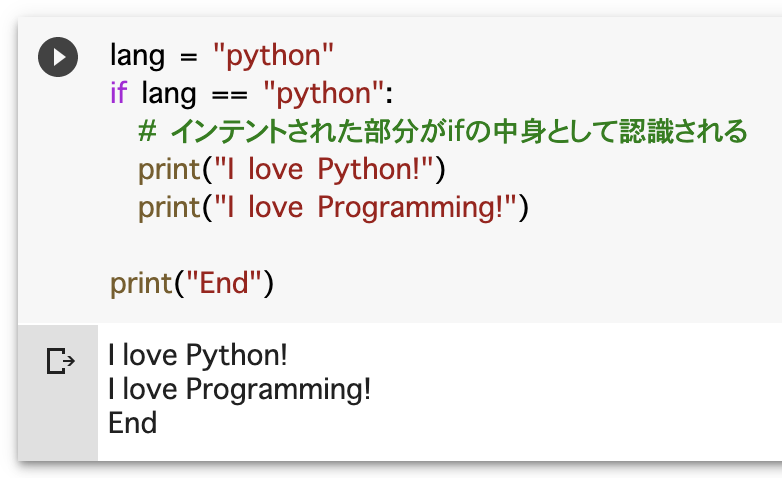 lang = "python"
if lang == "python":
  # インテントされた部分がifの中身として認識される
  print("I love Python!")
  print("I love Programming!")
print("End")
I love Python!
I love Programming!
End